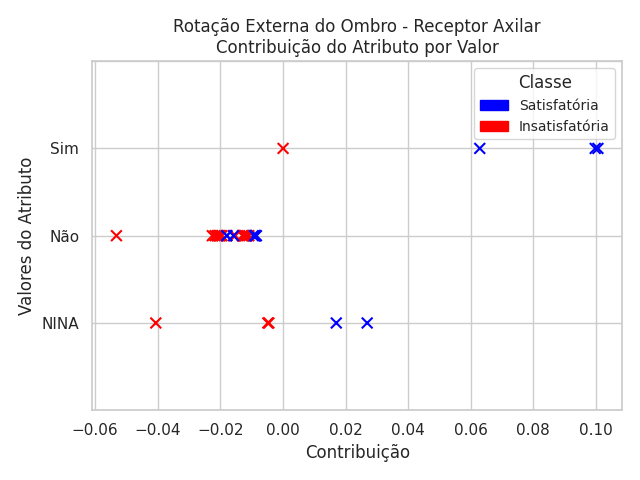 Rotação Externa do Ombro - Receptor Axilar
Contribuição do Atributo por Valor
Classe
Satisfatória
Insatisfatória
Valores do Atributo
Sim
Não
NINA
−0.06 −0.04 −0.02 0.00 0.02 0.04 0.06 0.08 0.10
Contribuição